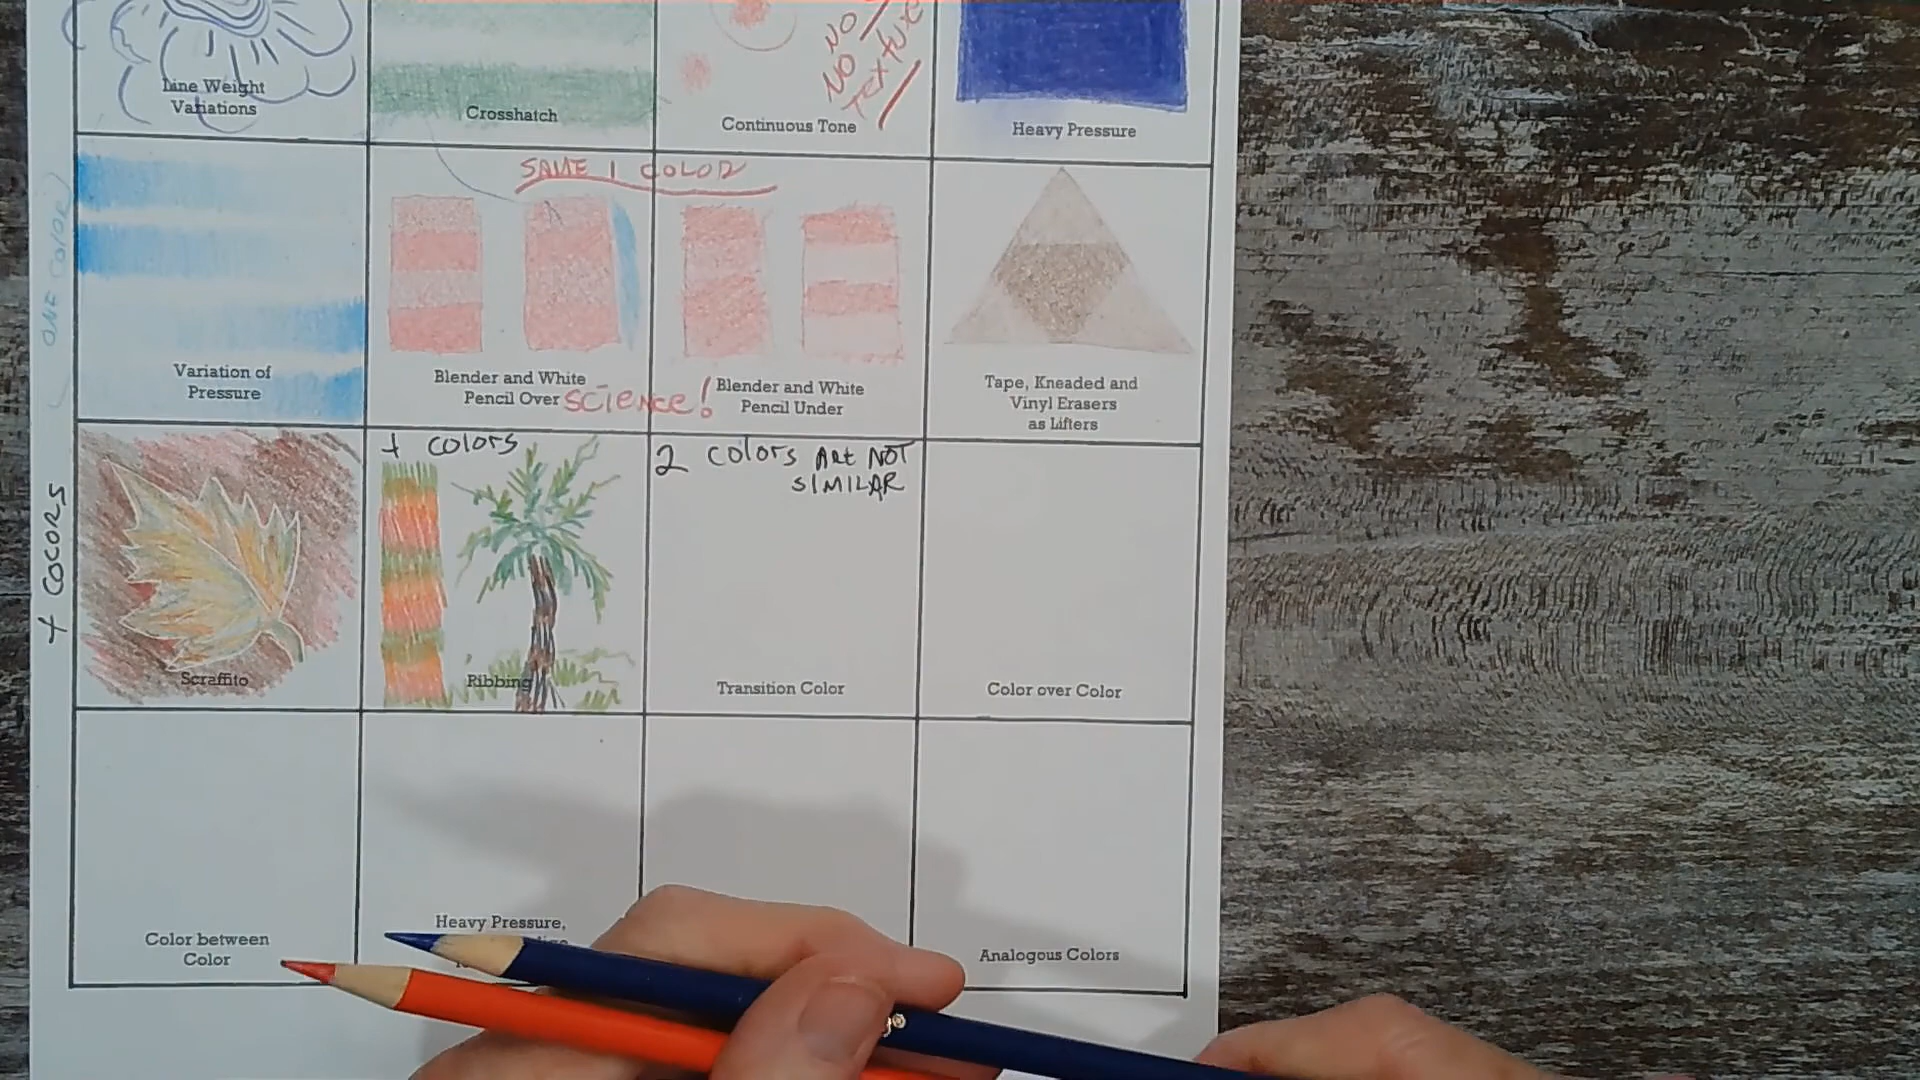 Line Weight
Variations
Crosshatch
NO
NO
TEXTURE
Continuous Tone
Heavy Pressure
ONE COLOR
SAME 1 COLOR
Variation of
Pressure
Blender and White
Pencil Over
SCIENCE!
Blender and White
Pencil Under
Tape, Kneaded and
Vinyl Erasers
as Lifters
+ COLORS
Scraffito
+ COLORS
Ribbing
2 COLORS ARE NOT
SIMILAR
Transition Color
Color over Color
Color between
Color
Heavy Pressure,
Analogous Colors